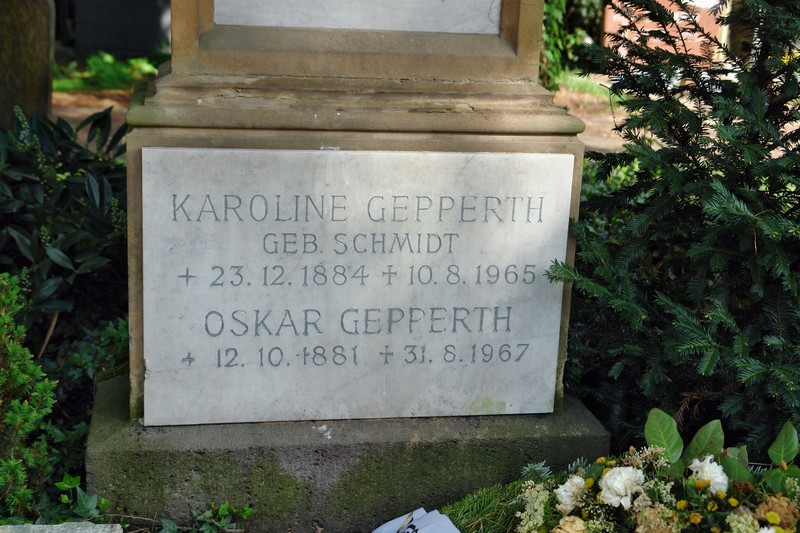 KAROLINE GEPPERTH
GEB. SCHMIDT
+ 23.12.1884 + 10.8.1965
OSKAR GEPPERTH
+ 12.10.1881 + 31.8.1967